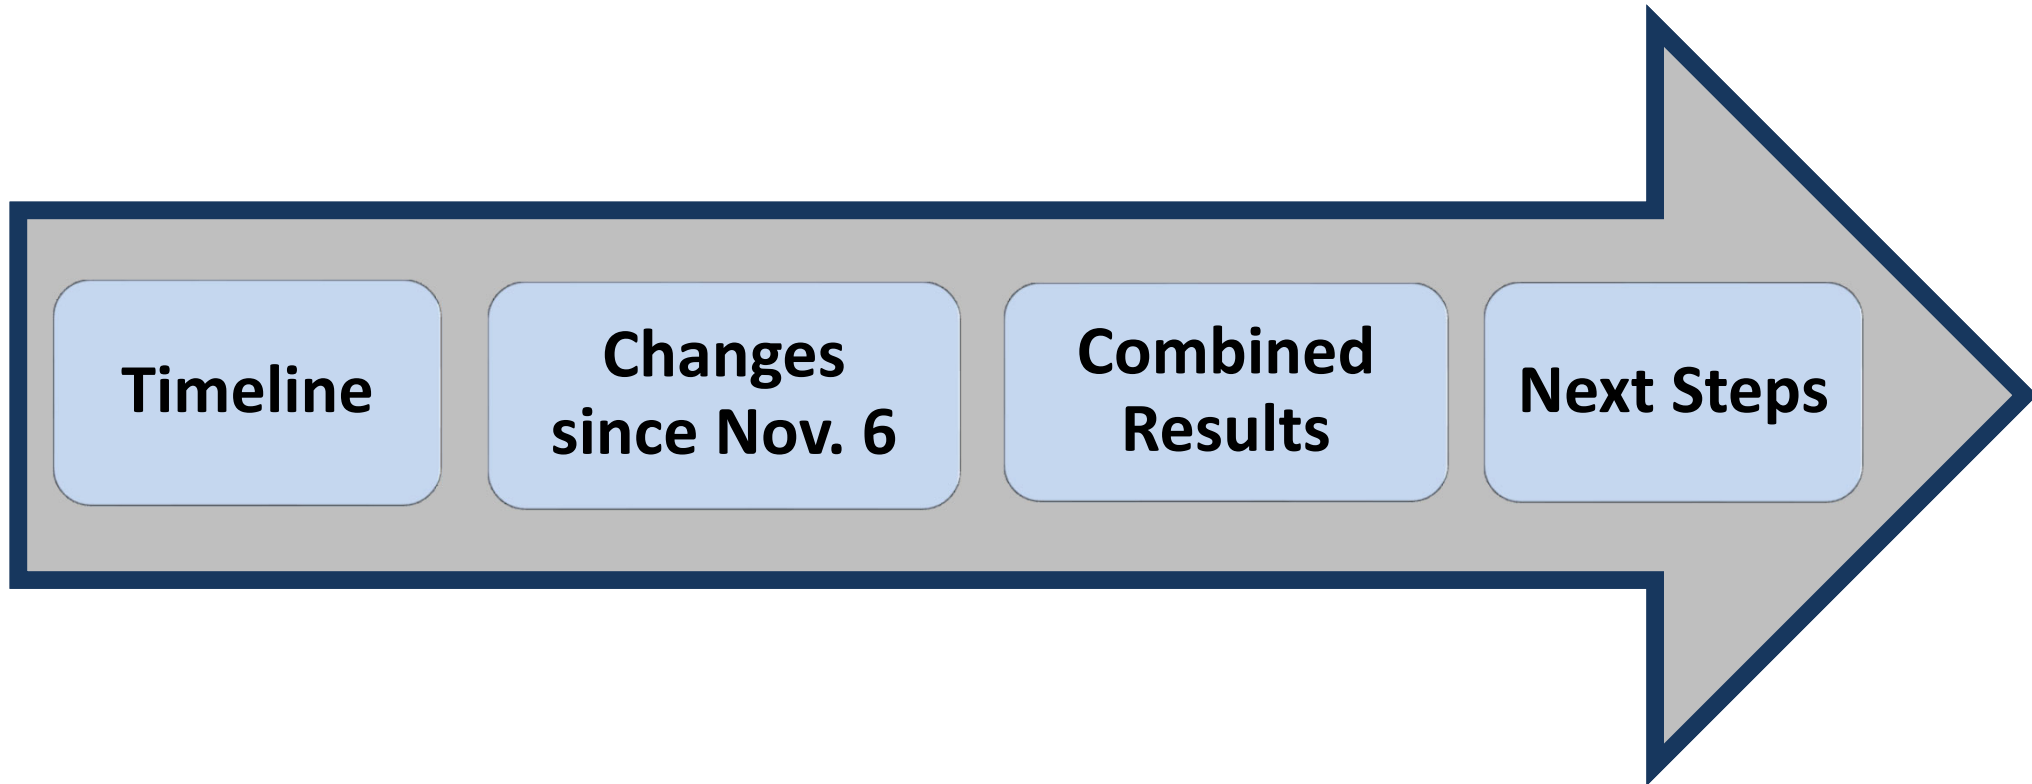 Timeline
Changes
since Nov. 6
Combined
Results
Next Steps